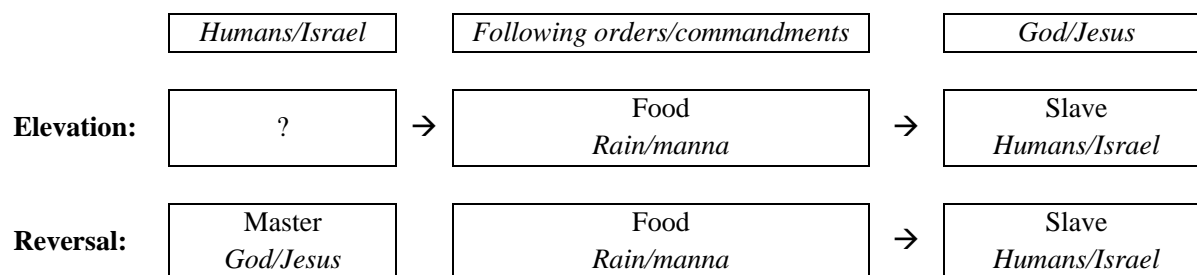 Humans/Israel Following orders/commandments God/Jesus
Elevation: ? → Food → Slave
Rain/manna Humans/Israel
Reversal: Master Food → Slave
God/Jesus Rain/manna Humans/Israel